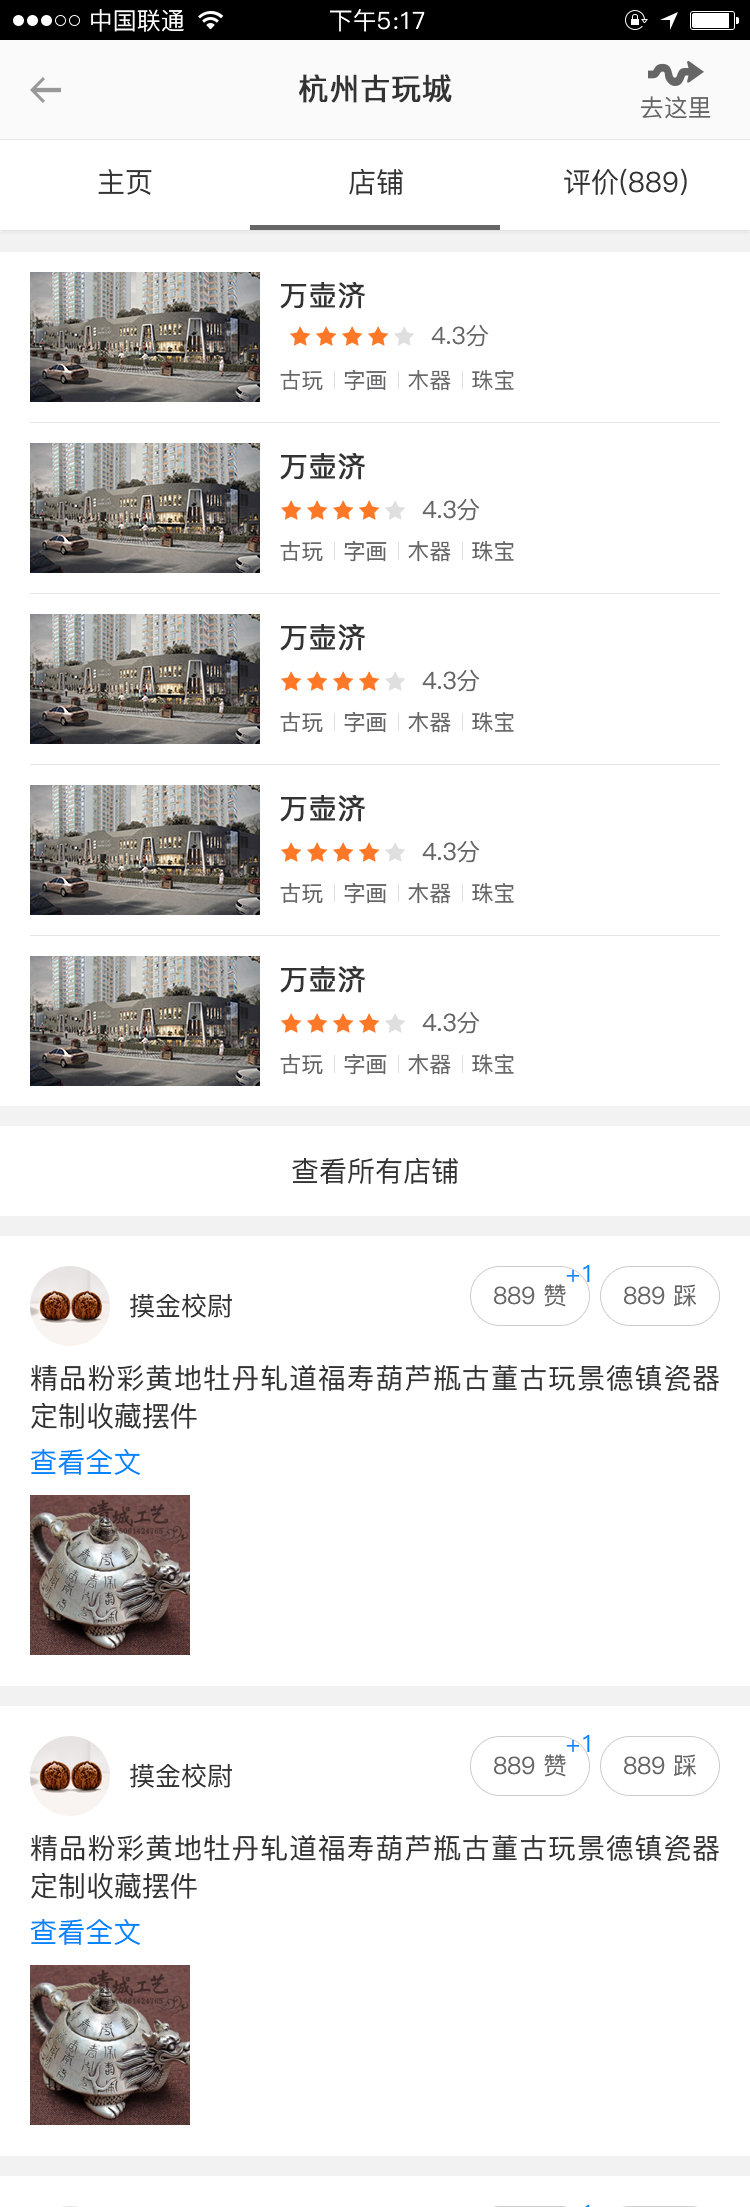 中国联通 下午5:17
杭州古玩城
去这里
主页 店铺 评价(889)
万壶济
4.3分
古玩 字画 木器 珠宝
万壶济
4.3分
古玩 字画 木器 珠宝
万壶济
4.3分
古玩 字画 木器 珠宝
万壶济
4.3分
古玩 字画 木器 珠宝
万壶济
4.3分
古玩 字画 木器 珠宝
查看所有店铺
+1
摸金校尉 889 赞 889 踩
精品粉彩黄地牡丹轧道福寿葫芦瓶古董古玩景德镇瓷器
定制收藏摆件
查看全文
晴城工艺
+1
摸金校尉 889 赞 889 踩
精品粉彩黄地牡丹轧道福寿葫芦瓶古董古玩景德镇瓷器
定制收藏摆件
查看全文
晴城工艺